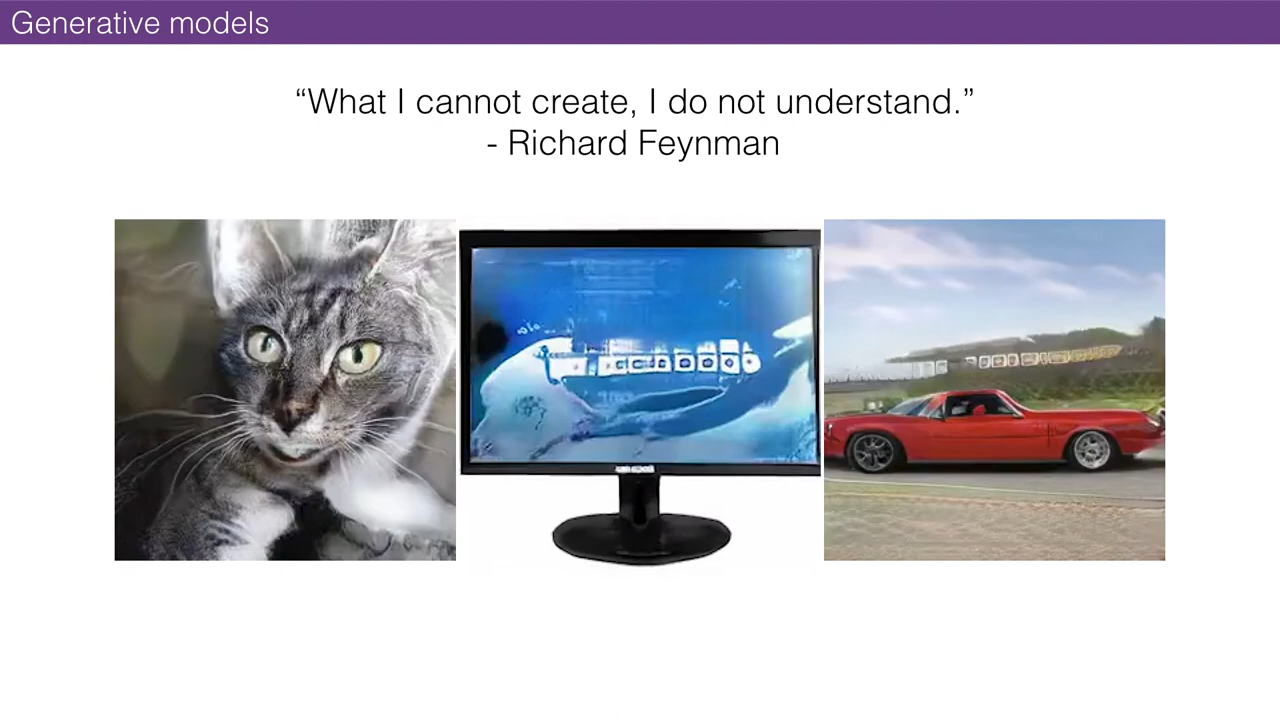 Generative models
“What I cannot create, I do not understand.”
- Richard Feynman